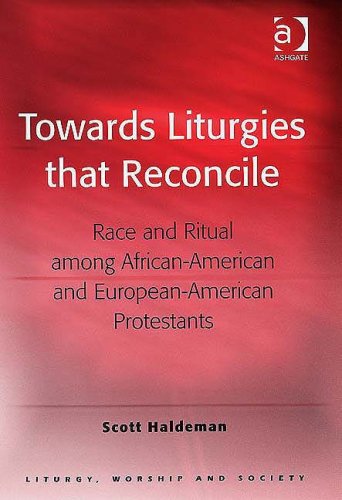 a
ASHGATE
Towards Liturgies
that Reconcile
Race and Ritual
among African-American
and European-American
Protestants
Scott Haldeman
LITURGY, WORSHIP AND SOCIETY